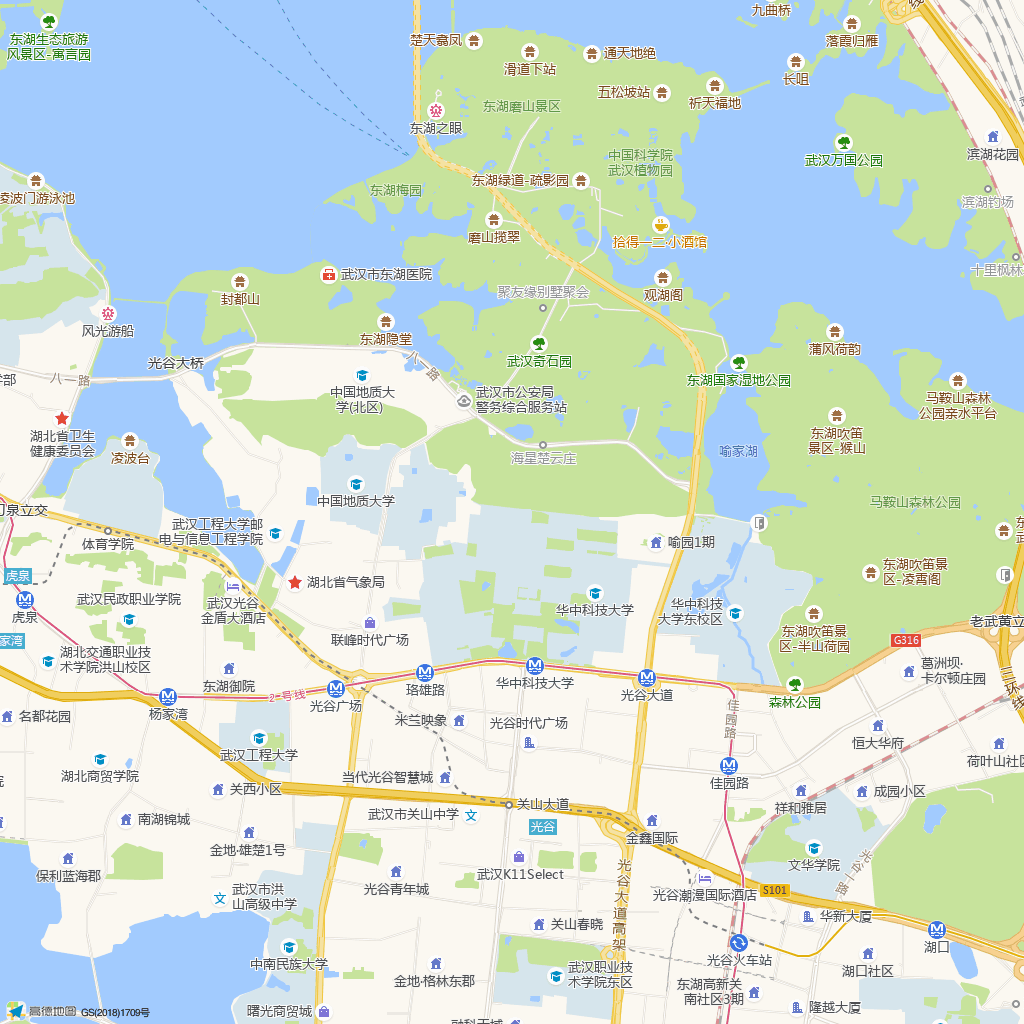 九曲桥
东湖生态旅游
风景区-寓言园
楚天翕凤
滑道下站
通天地绝
落霞归雁
长咀
五松坡站
祈天福地
东湖磨山景区
东湖之眼
中国科学院
武汉植物园
武汉万国公园
滨湖花园
凌波门游泳池
东湖梅园
东湖绿道-疏影园
滨湖钓场
磨山揽翠
拾得一二·小酒馆
武汉市东湖医院
十里枫林
封都山
聚友缘别墅聚会
观湖阁
风光游船
东湖隐堂
蒲风荷韵
光谷大桥
八一路
武汉奇石园
东湖国家湿地公园
学部
八一路
中国地质大
学(北区)
武汉市公安局
警务综合服务站
马鞍山森林
公园亲水平台
湖北省卫生
健康委员会
凌波台
海星楚云庄
喻家湖
东湖吹笛
景区-猴山
中国地质大学
马鞍山森林公园
体育学院
武汉工程大学邮
电与信息工程学院
喻园1期
虎泉
湖北省气象局
东湖吹笛景
区-凌霄阁
虎泉
武汉民政职业学院
武汉光谷
金盾大酒店
华中科技大学
华中科技
大学东校区
联峰时代广场
东湖吹笛景
区-半山荷园
老武黄立
G316
湖北交通职业技
术学院洪山校区
东湖御院
2号线
光谷广场
珞雄路
华中科技大学
光谷大道
葛洲坝·
卡尔顿庄园
三环线
杨家湾
名都花园
米兰映象
光谷时代广场
佳园路
森林公园
武汉工程大学
恒大华府
湖北商贸学院
当代光谷智慧城
佳园路
荷叶山社区
关西小区
关山大道
祥和雅居
成园小区
南湖锦城
武汉市关山中学
光谷
金鑫国际
金地·雄楚1号
文华学院
保利蓝海郡
光谷青年城
武汉K11Select
光谷大道高架
光谷一路
武汉市洪
山高级中学
光谷潮漫国际酒店
S101
关山春晓
华新大厦
湖口
中南民族大学
金地·格林东郡
武汉职业技
术学院东区
光谷火车站
湖口社区
东湖高新关
南社区3期
隆越大厦
曙光商贸城
高德地图 GS(2018)1709号